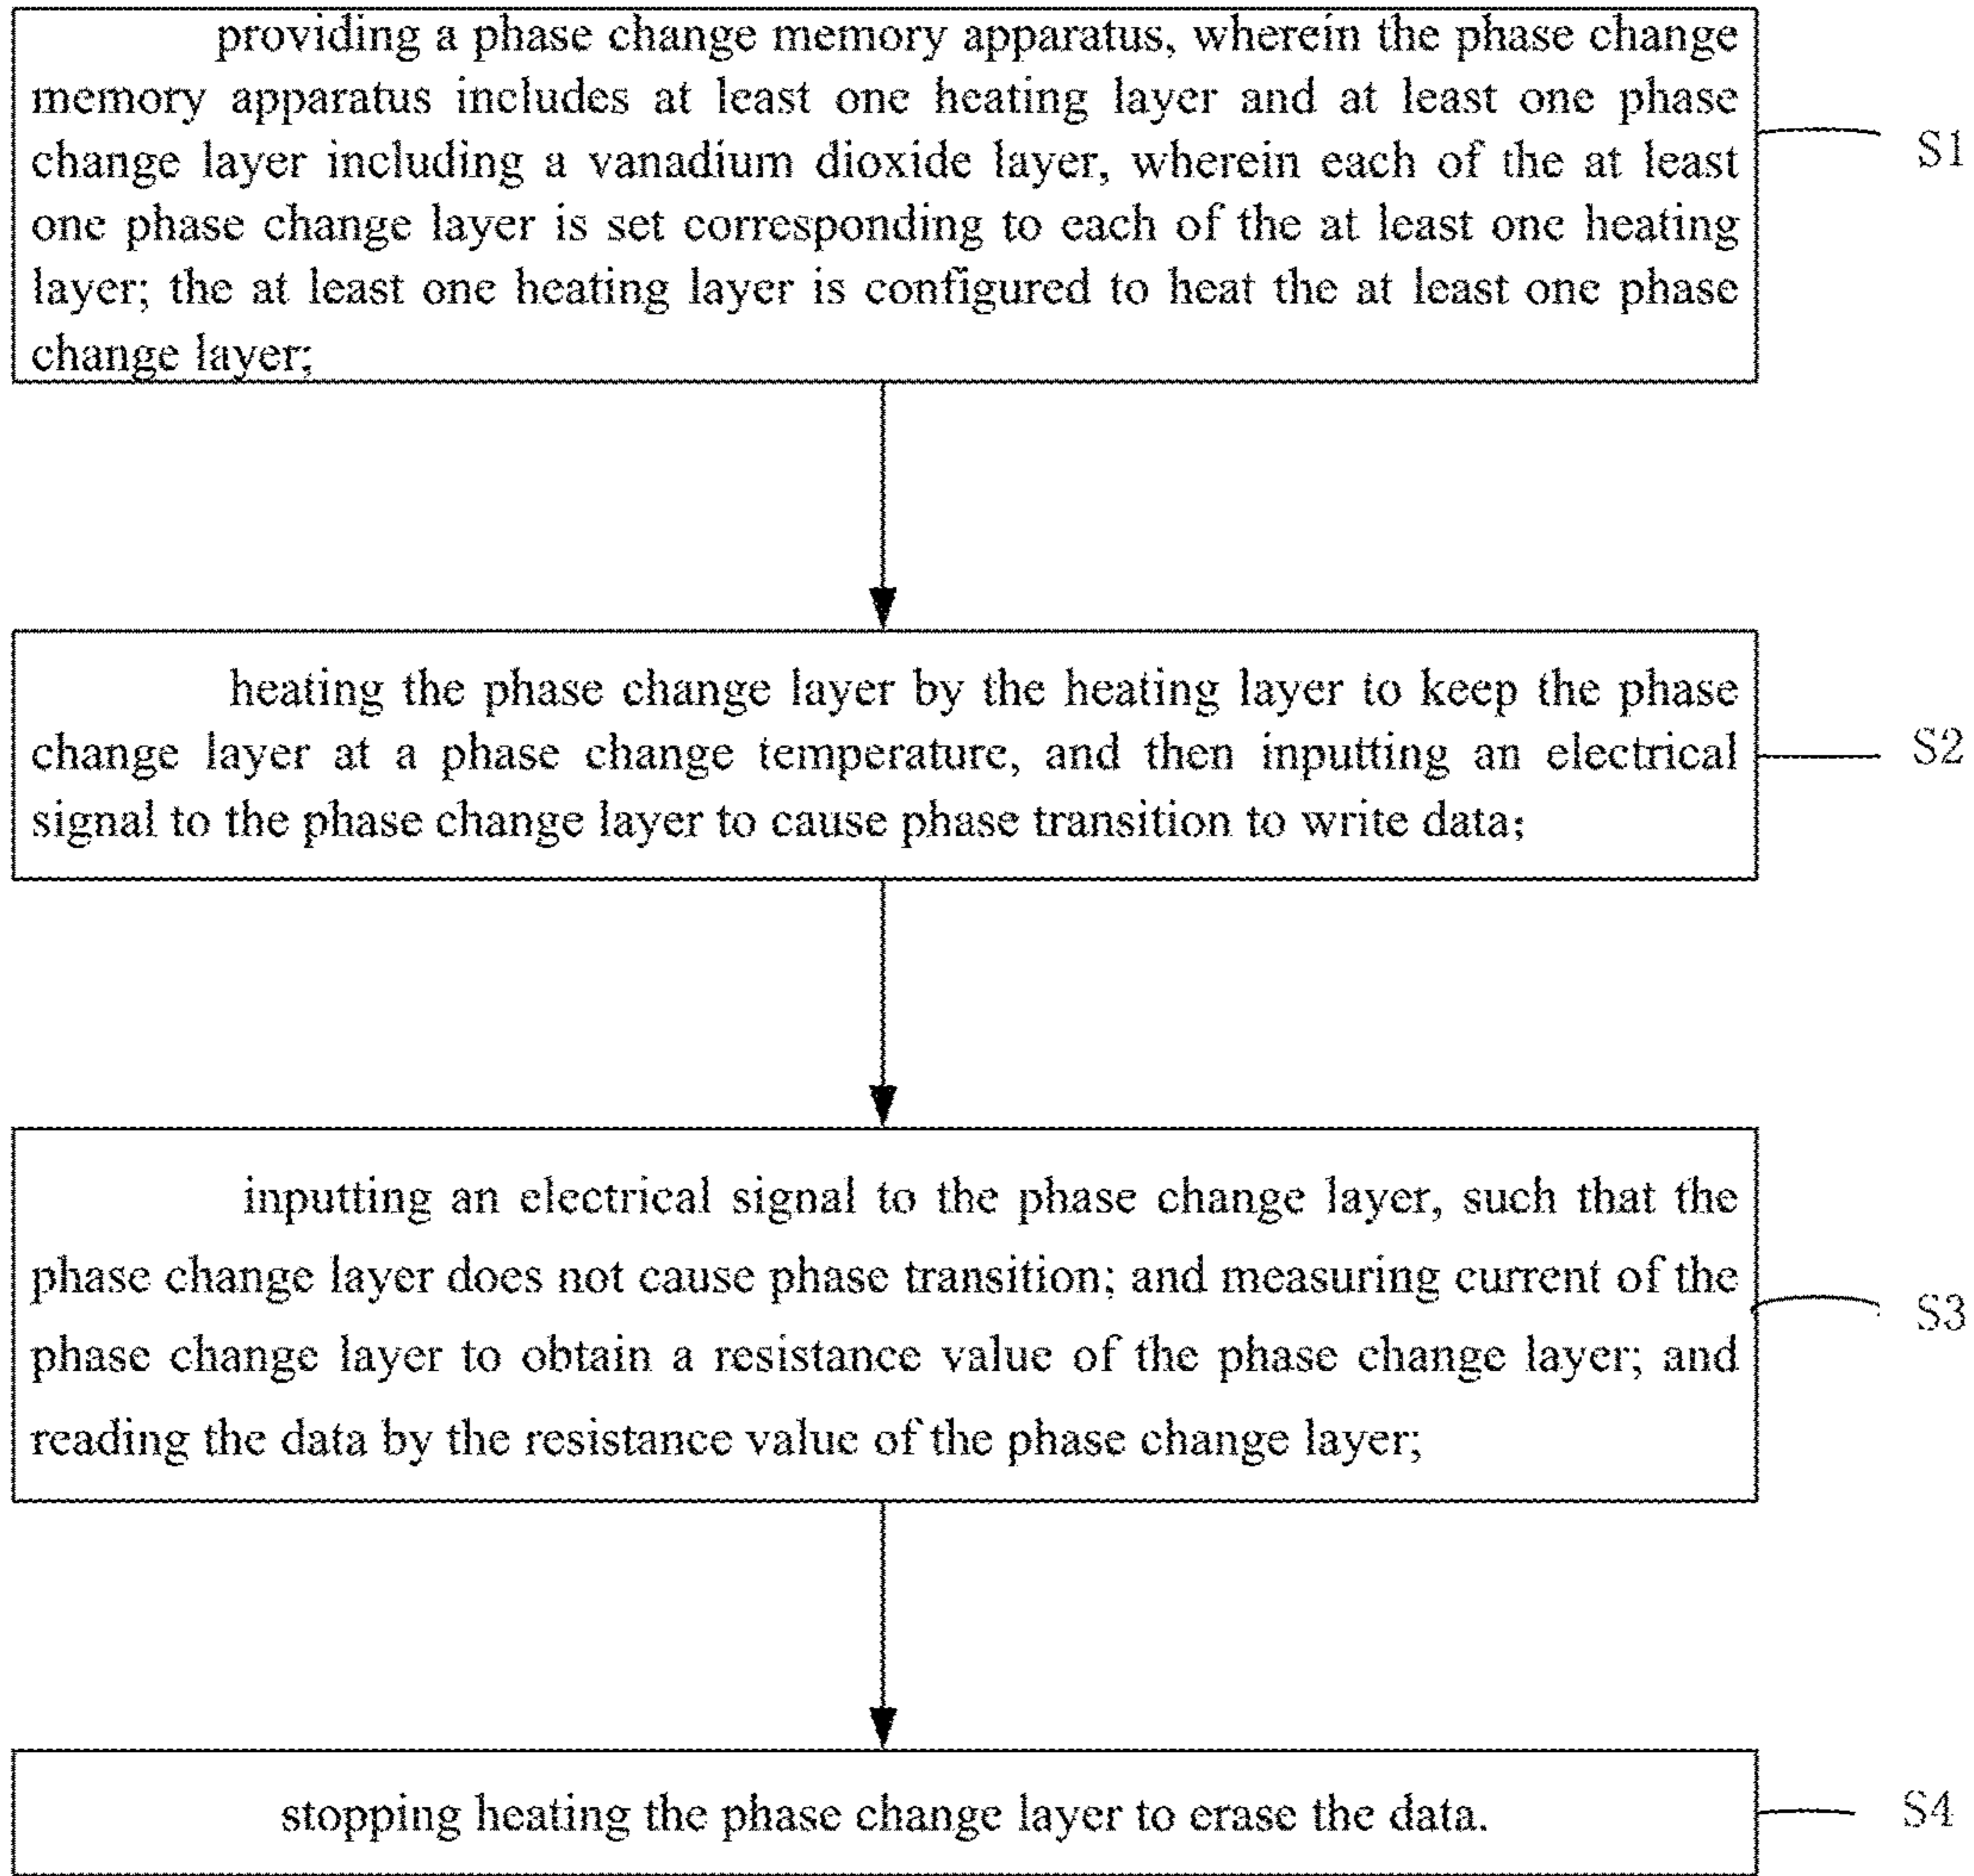 providing a phase change memory apparatus, wherein the phase change
memory apparatus includes at least one heating layer and at least one phase
change layer including a vanadium dioxide layer, wherein each of the at least
one phase change layer is set corresponding to each of the at least one heating
layer; the at least one heating layer is configured to heat the at least one phase
change layer;
S1
heating the phase change layer by the heating layer to keep the phase
change layer at a phase change temperature, and then inputting an electrical
signal to the phase change layer to cause phase transition to write data;
S2
inputting an electrical signal to the phase change layer, such that the
phase change layer does not cause phase transition; and measuring current of the
phase change layer to obtain a resistance value of the phase change layer; and
reading the data by the resistance value of the phase change layer;
S3
stopping heating the phase change layer to erase the data.
S4